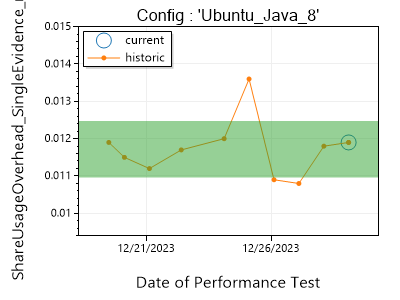 Config : 'Ubuntu_Java_8'
current
historic
0.015
0.014
0.013
0.012
0.011
0.01
ShareUsageOverhead_SingleEvidence_
12/21/2023
12/26/2023
Date of Performance Test